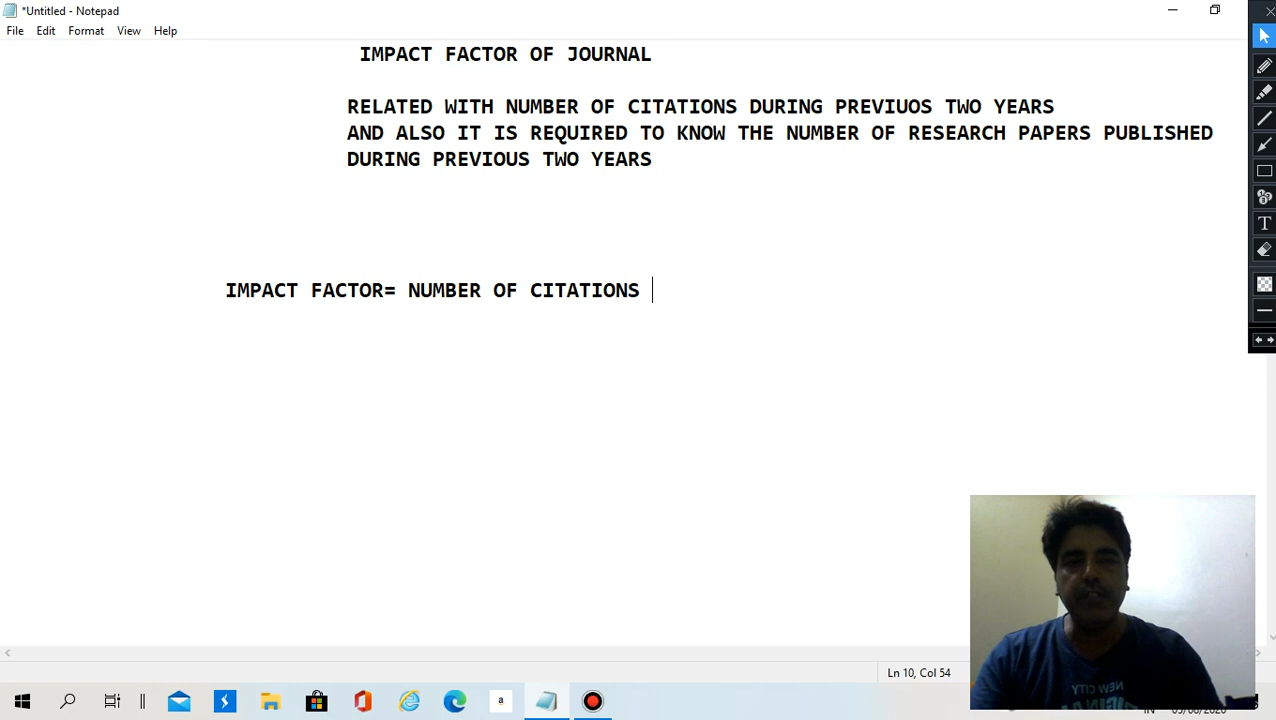 *Untitled - Notepad
File Edit Format View Help
IMPACT FACTOR OF JOURNAL
RELATED WITH NUMBER OF CITATIONS DURING PREVIUOS TWO YEARS
AND ALSO IT IS REQUIRED TO KNOW THE NUMBER OF RESEARCH PAPERS PUBLISHED
DURING PREVIOUS TWO YEARS
IMPACT FACTOR= NUMBER OF CITATIONS
T
NEW CITY
Ln 10, Col 54
a